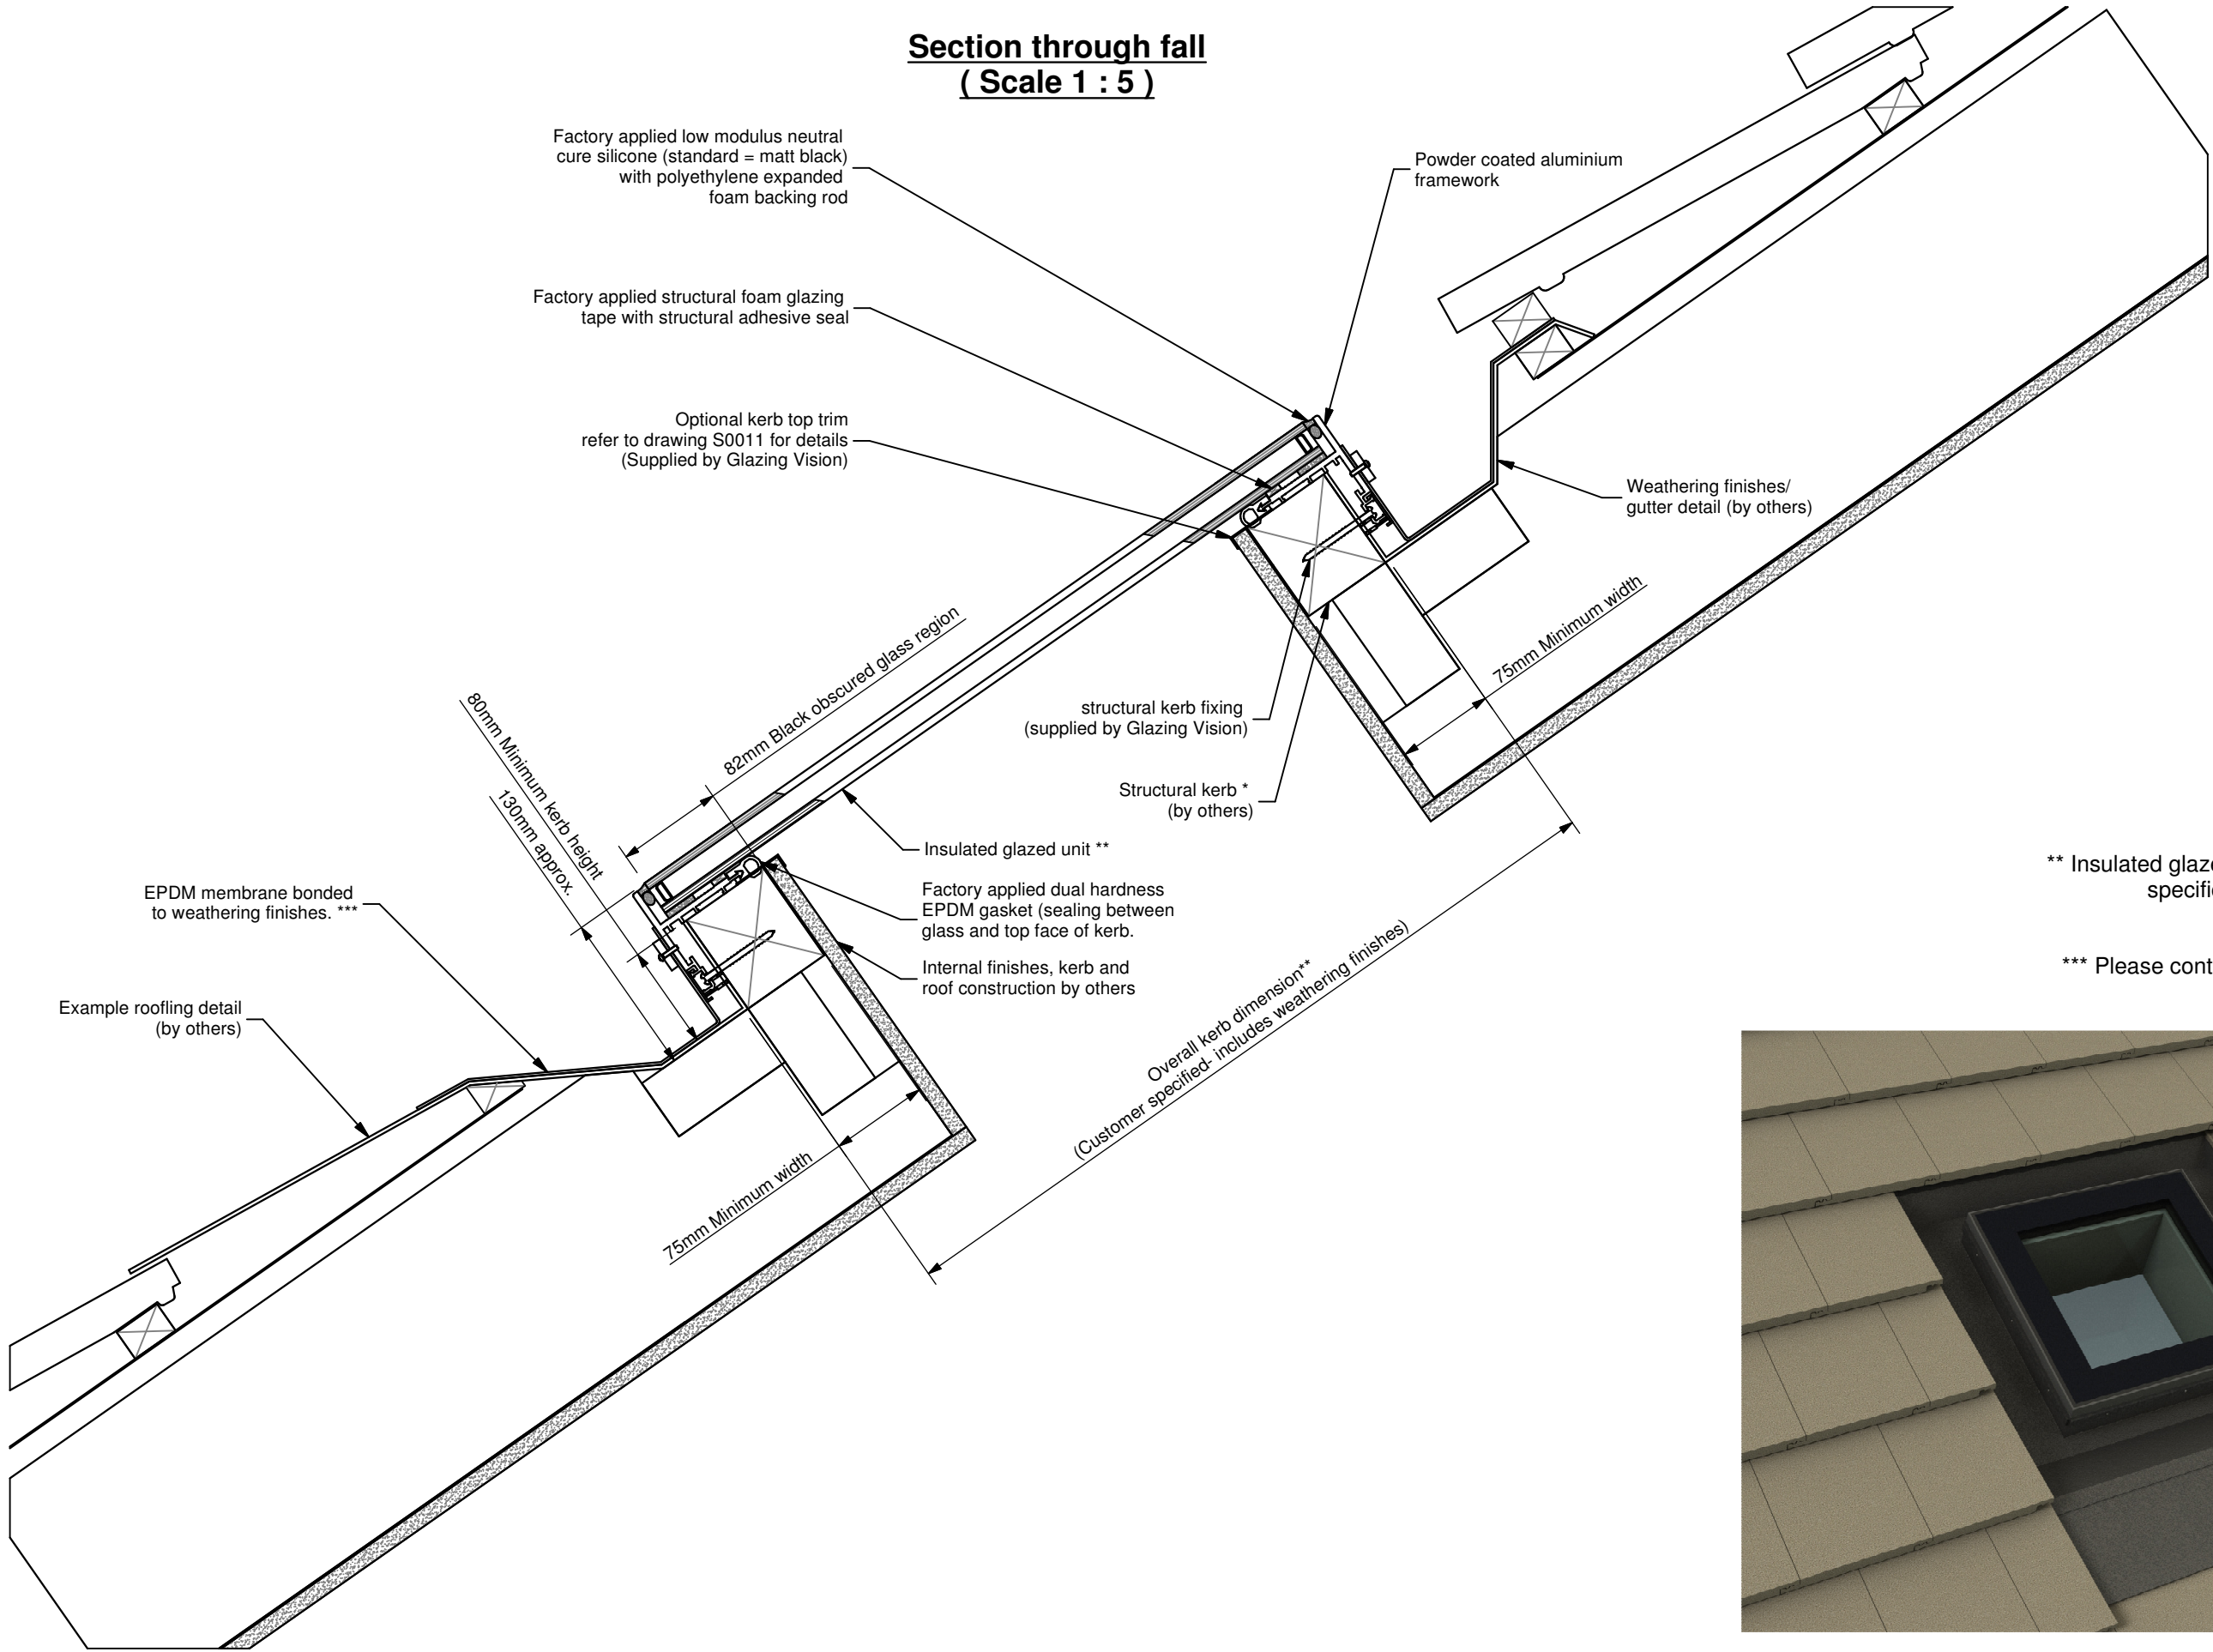 Section through fall
( Scale 1 : 5 )
Factory applied low modulus neutral
cure silicone (standard = matt black)
with polyethylene expanded
foam backing rod
Powder coated aluminium
framework
Factory applied structural foam glazing
tape with structural adhesive seal
Optional kerb top trim
refer to drawing S0011 for details
(Supplied by Glazing Vision)
Weathering finishes/
gutter detail (by others)
75mm Minimum width
82mm Black obscured glass region
structural kerb fixing
(supplied by Glazing Vision)
80mm Minimum kerb height
130mm approx.
Structural kerb *
(by others)
Insulated glazed unit **
Factory applied dual hardness
EPDM gasket (sealing between
glass and top face of kerb.
EPDM membrane bonded
to weathering finishes. ***
Internal finishes, kerb and
roof construction by others
Example roofling detail
(by others)
Overall kerb dimension**
(Customer specified- includes weathering finishes)
75mm Minimum width
** Insulated glaze
specifi
*** Please cont